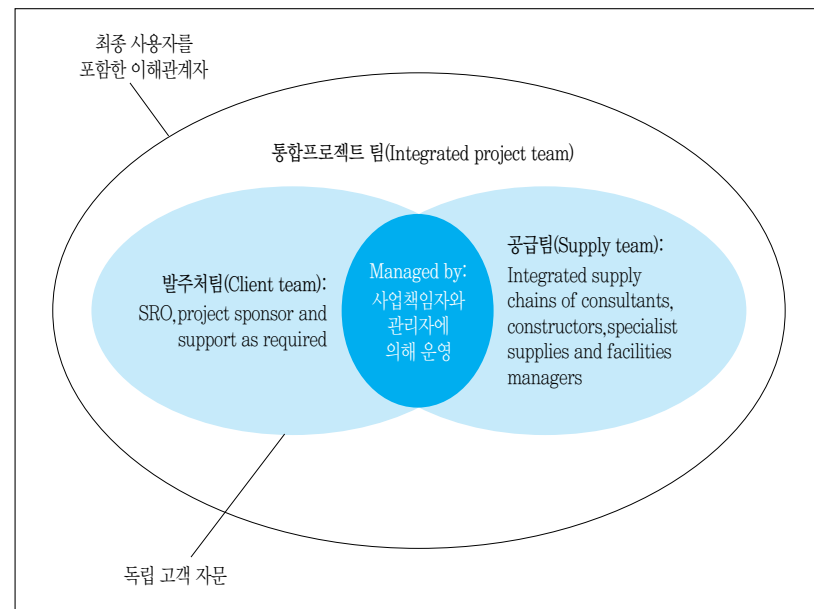 최종 사용자를
포함한 이해관계자
통합프로젝트 팀(Integrated project team)
발주처팀(Client team):
SRO,project sponsor and
support as required
Managed by:
사업책임자와
관리자에
의해 운영
공급팀(Supply team):
Integrated supply
chains of consultants,
constructors,specialist
supplies and facilities
managers
독립 고객 자문